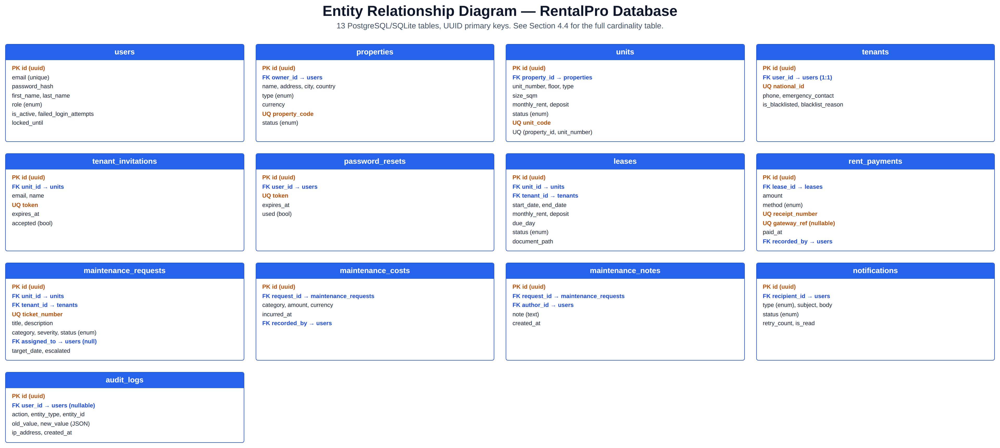 Entity Relationship Diagram — RentalPro Database
13 PostgreSQL/SQLite tables, UUID primary keys. See Section 4.4 for the full cardinality table.
users
PK id (uuid)
email (unique)
password_hash
first_name, last_name
role (enum)
is_active, failed_login_attempts
locked_until
properties
PK id (uuid)
FK owner_id → users
name, address, city, country
type (enum)
currency
UQ property_code
status (enum)
units
PK id (uuid)
FK property_id → properties
unit_number, floor, type
size_sqm
monthly_rent, deposit
status (enum)
UQ unit_code
UQ (property_id, unit_number)
tenants
PK id (uuid)
FK user_id → users (1:1)
UQ national_id
phone, emergency_contact
is_blacklisted, blacklist_reason
tenant_invitations
PK id (uuid)
FK unit_id → units
email, name
UQ token
expires_at
accepted (bool)
password_resets
PK id (uuid)
FK user_id → users
UQ token
expires_at
used (bool)
leases
PK id (uuid)
FK unit_id → units
FK tenant_id → tenants
start_date, end_date
monthly_rent, deposit
due_day
status (enum)
document_path
rent_payments
PK id (uuid)
FK lease_id → leases
amount
method (enum)
UQ receipt_number
UQ gateway_ref (nullable)
paid_at
FK recorded_by → users
maintenance_requests
PK id (uuid)
FK unit_id → units
FK tenant_id → tenants
UQ ticket_number
title, description
category, severity, status (enum)
FK assigned_to → users (null)
target_date, escalated
maintenance_costs
PK id (uuid)
FK request_id → maintenance_requests
category, amount, currency
incurred_at
FK recorded_by → users
maintenance_notes
PK id (uuid)
FK request_id → maintenance_requests
FK author_id → users
note (text)
created_at
notifications
PK id (uuid)
FK recipient_id → users
type (enum), subject, body
status (enum)
retry_count, is_read
audit_logs
PK id (uuid)
FK user_id → users (nullable)
action, entity_type, entity_id
old_value, new_value (JSON)
ip_address, created_at